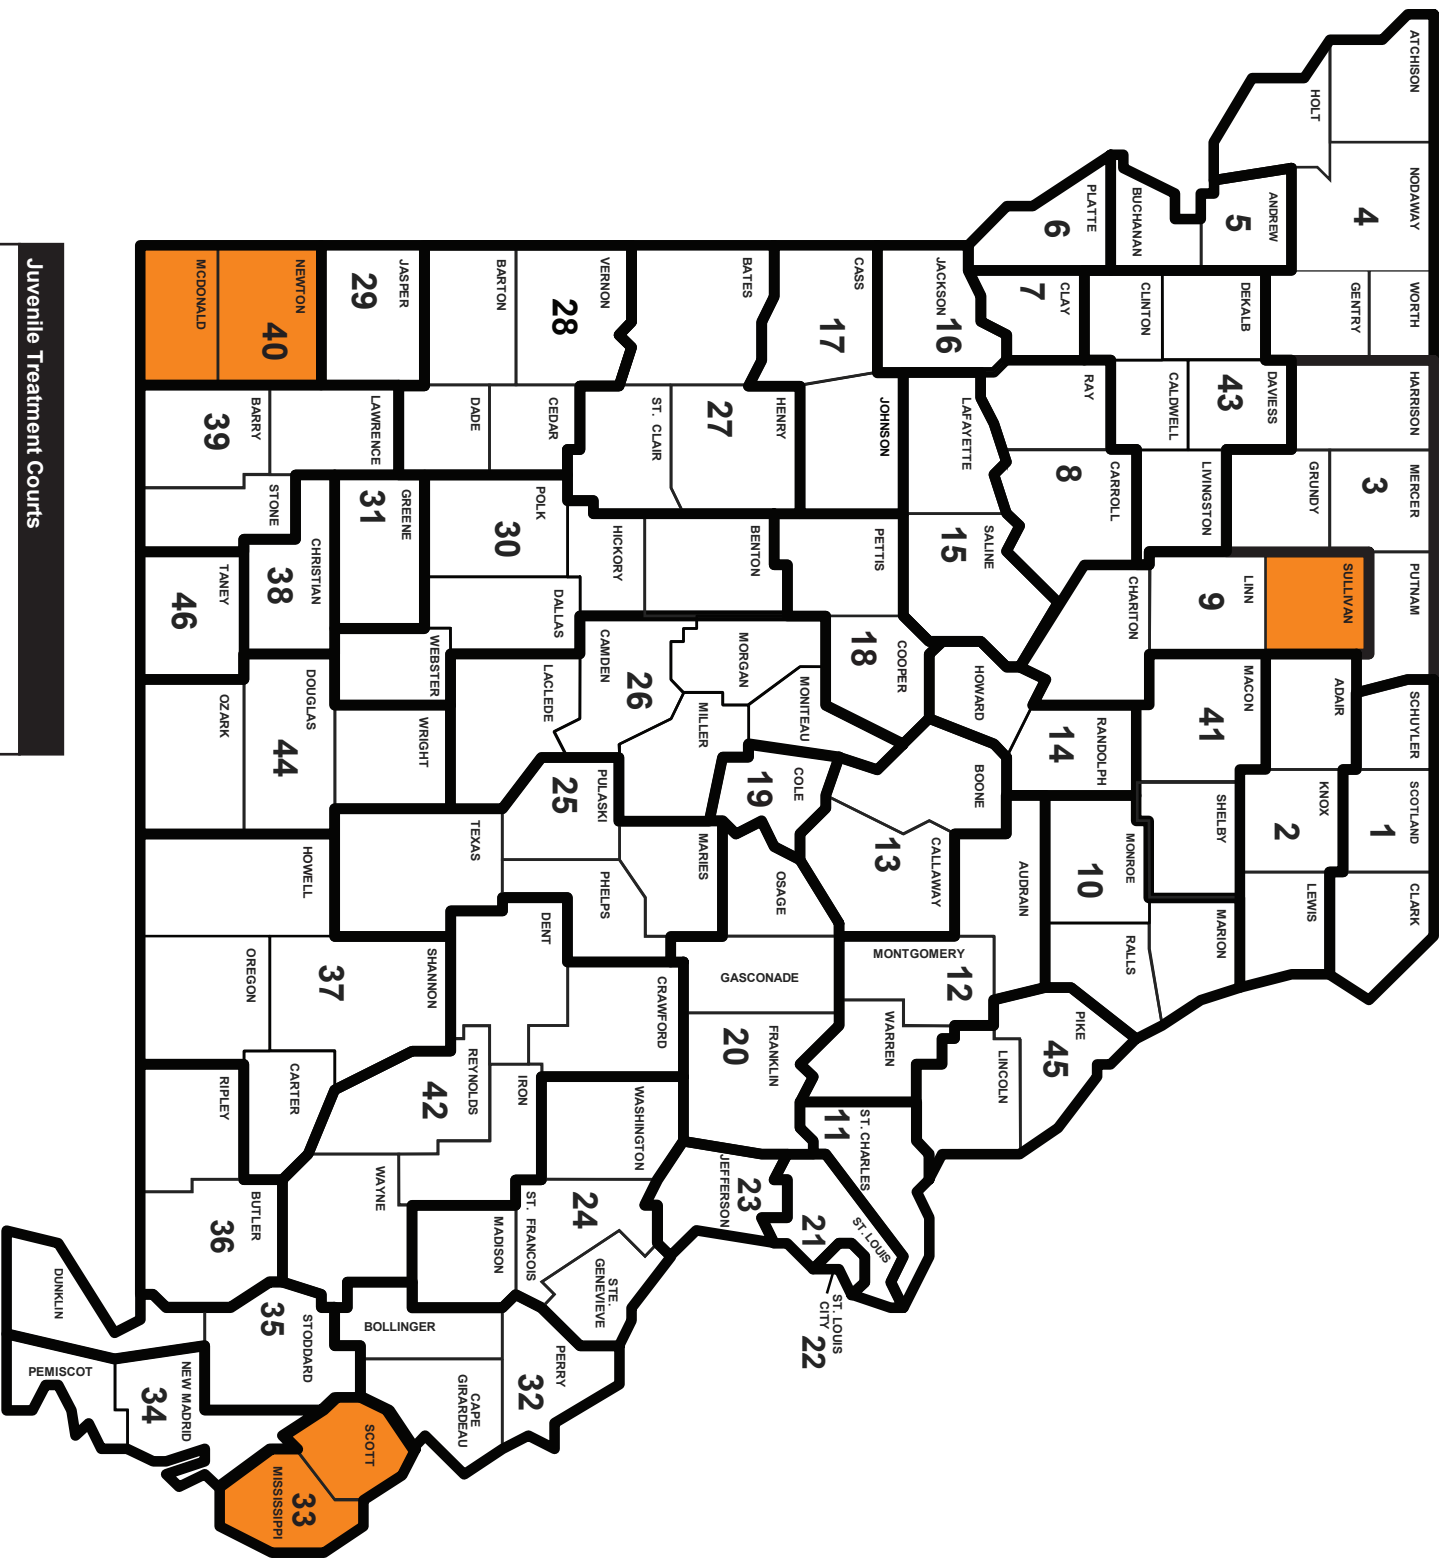 ATCHISON
NODAWAY
WORTH
HARRISON
MERCER
PUTNAM
SCHUYLER
SCOTLAND
CLARK
HOLT
4
GENTRY
3
1
ANDREW
5
DEKALB
DAVIESS
43
GRUNDY
SULLIVAN
ADAIR
KNOX
2
LEWIS
BUCHANAN
CLINTON
CALDWELL
LIVINGSTON
LINN
9
MACON
41
SHELBY
MARION
PLATTE
6
CLAY
7
RAY
CARROLL
8
CHARITON
RANDOLPH
14
MONROE
10
RALLS
PIKE
45
JACKSON
16
LAFAYETTE
SALINE
15
HOWARD
BOONE
AUDRAIN
LINCOLN
CASS
17
JOHNSON
PETTIS
COOPER
18
CALLAWAY
13
MONTGOMERY
12
WARREN
ST. CHARLES
11
BATES
HENRY
27
BENTON
MORGAN
MONITEAU
COLE
19
OSAGE
GASCONADE
FRANKLIN
20
ST. LOUIS
21
ST. LOUIS
CITY
22
JEFFERSON
23
VERNON
28
ST. CLAIR
HICKORY
CAMDEN
26
MILLER
MARIES
CRAWFORD
WASHINGTON
BARTON
CEDAR
DADE
POLK
30
DALLAS
LACLEDE
PULASKI
25
PHELPS
DENT
IRON
ST. FRANCOIS
24
STE.
GENEVIEVE
PERRY
32
JASPER
29
LAWRENCE
GREENE
31
WEBSTER
WRIGHT
TEXAS
SHANNON
37
REYNOLDS
42
MADISON
BOLLINGER
CAPE
GIRARDEAU
NEWTON
40
MCDONALD
BARRY
39
STONE
CHRISTIAN
38
TANEY
46
DOUGLAS
44
OZARK
HOWELL
OREGON
CARTER
RIPLEY
WAYNE
BUTLER
36
STODDARD
35
SCOTT
MISSISSIPPI
33
NEW MADRID
34
DUNKLIN
PEMISCOT
Juvenile Treatment Courts